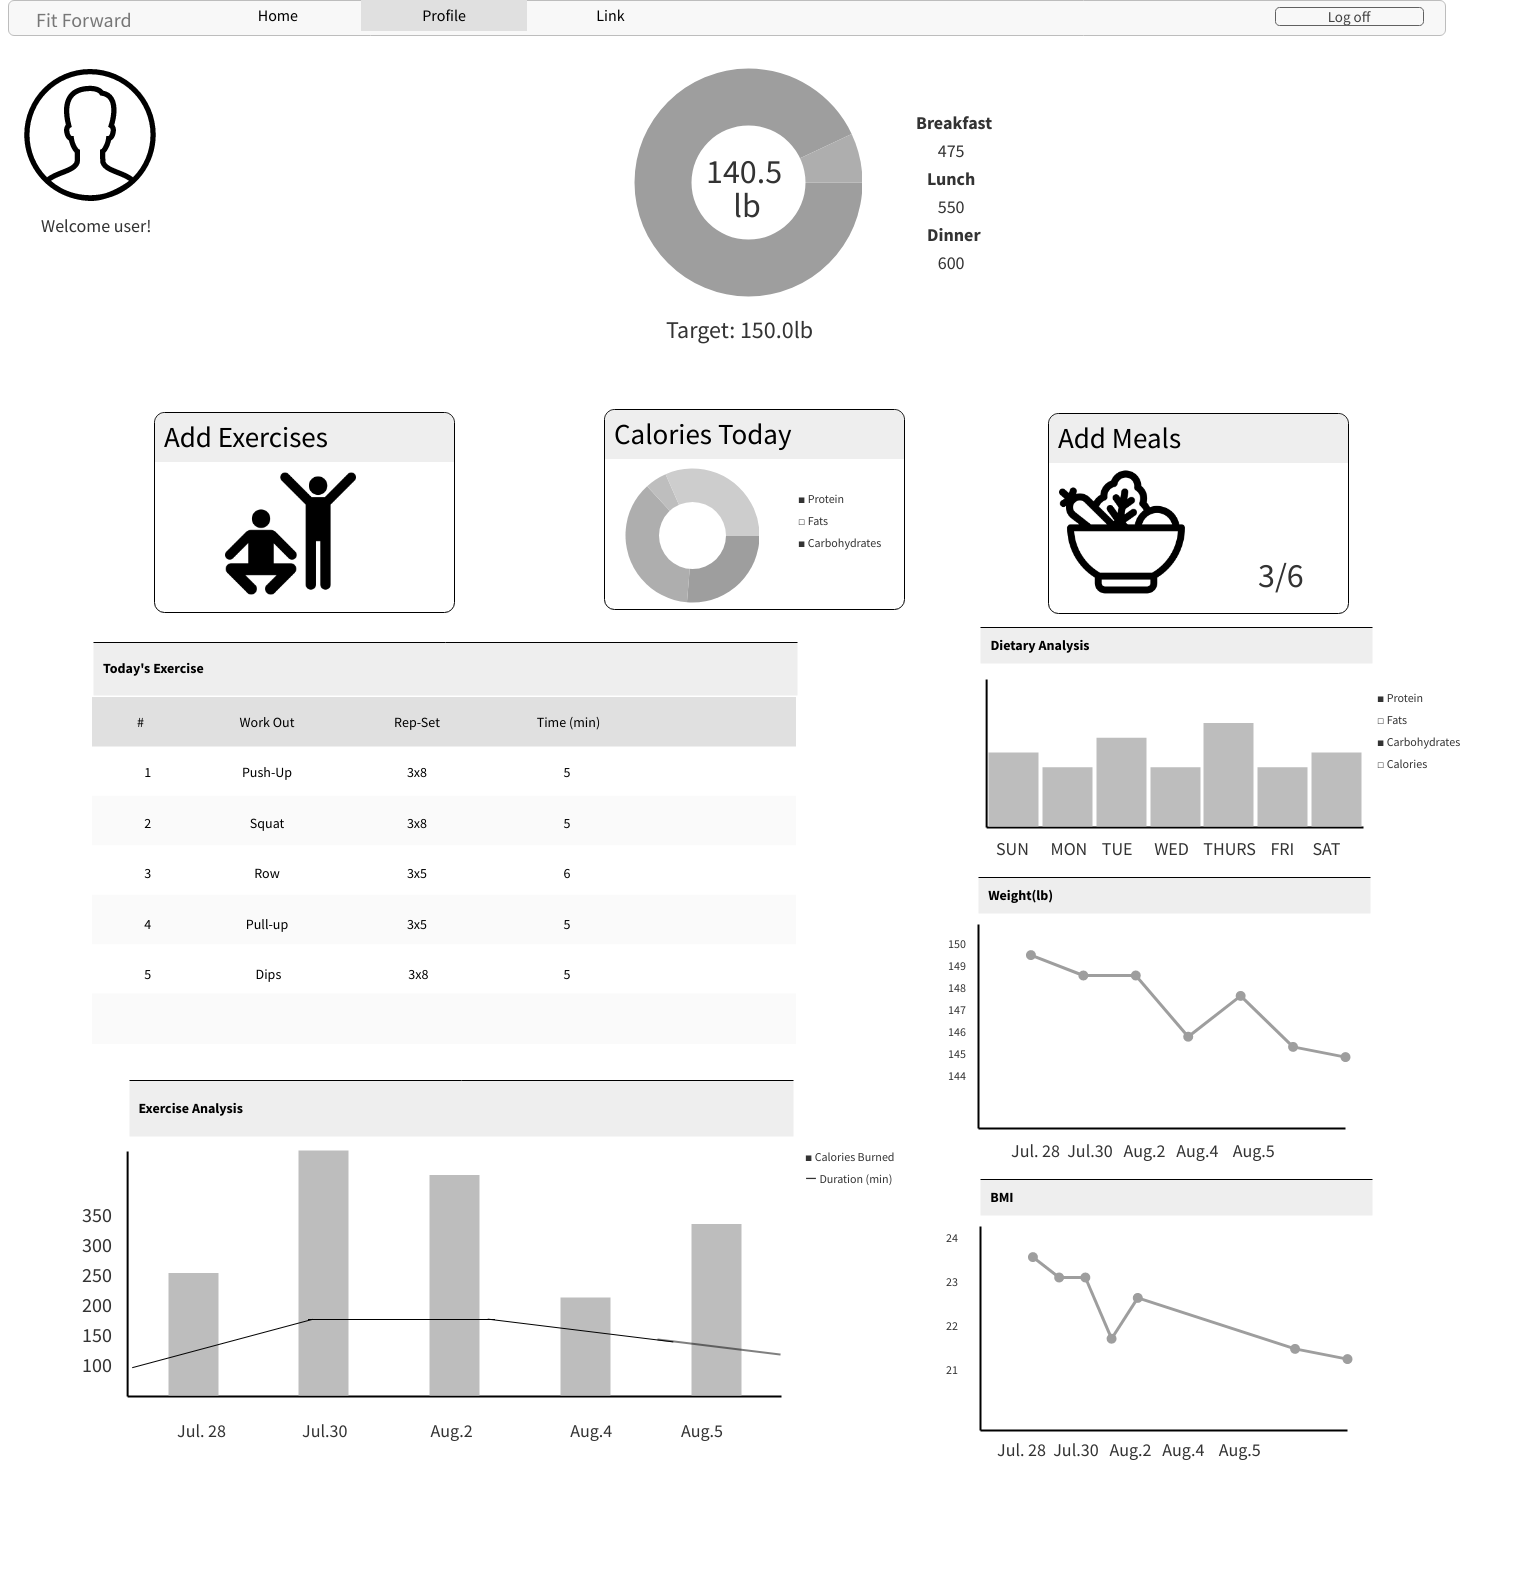 Fit Forward
Home
Profile
Link
Log off
Welcome user!
140.5
lb
Target: 150.0lb
Breakfast
475
Lunch
550
Dinner
600
Add Exercises
Calories Today
Protein
Fats
Carbohydrates
Add Meals
3/6
Today's Exercise
# Work Out Rep-Set Time (min)
1 Push-Up 3x8 5
2 Squat 3x8 5
3 Row 3x5 6
4 Pull-up 3x5 5
5 Dips 3x8 5
Dietary Analysis
Protein
Fats
Carbohydrates
Calories
SUN MON TUE WED THURS FRI SAT
Weight(lb)
150
149
148
147
146
145
144
Jul. 28 Jul.30 Aug.2 Aug.4 Aug.5
Exercise Analysis
Calories Burned
Duration (min)
350
300
250
200
150
100
Jul. 28 Jul.30 Aug.2 Aug.4 Aug.5
BMI
24
23
22
21
Jul. 28 Jul.30 Aug.2 Aug.4 Aug.5